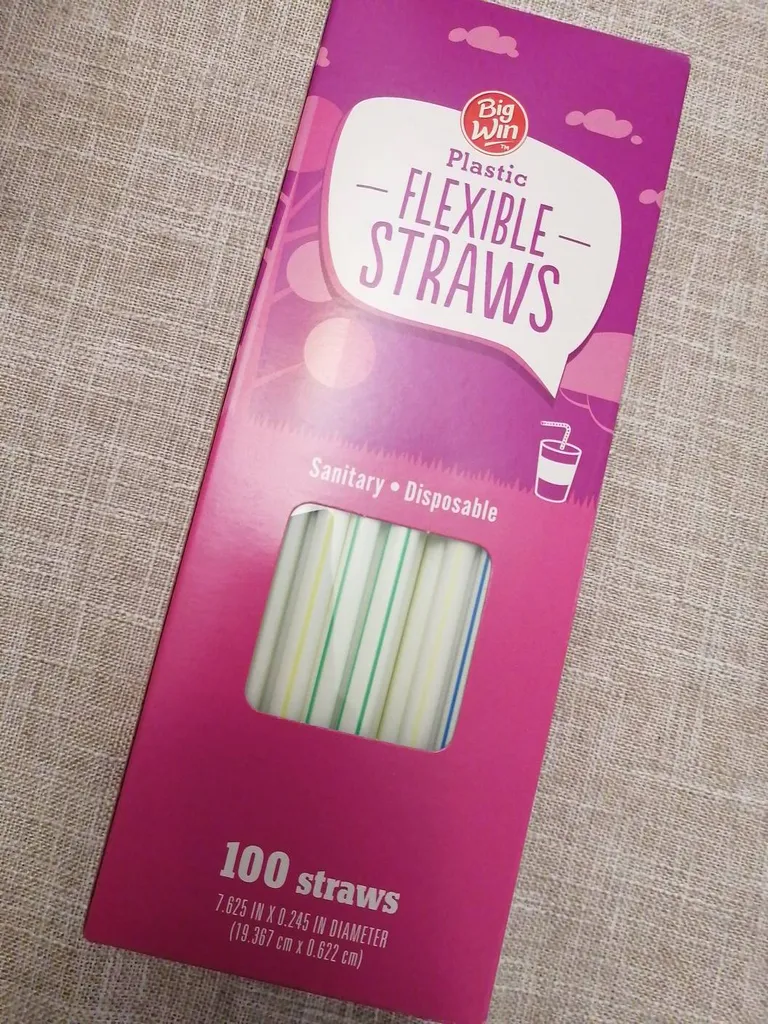 Big
Win
TM
Plastic
— FLEXIBLE —
STRAWS
Sanitary • Disposable
100 straws
7.625 IN X 0.245 IN DIAMETER
(19.367 cm x 0.622 cm)